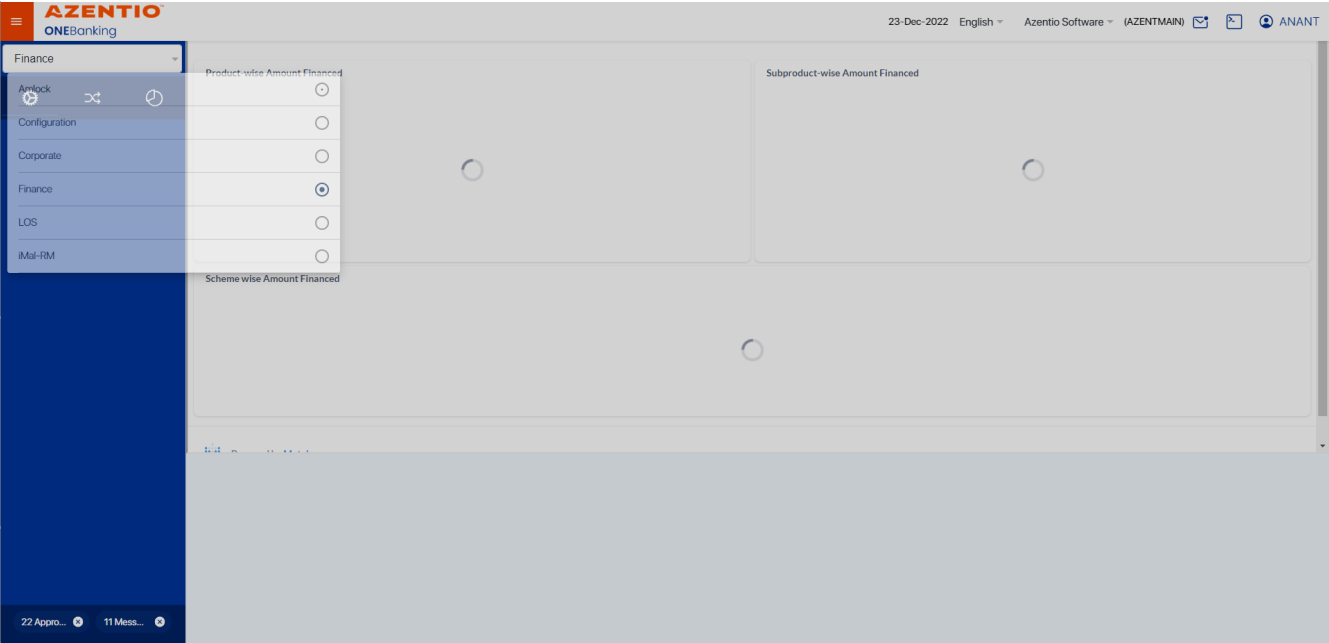 AZENTIO
ONEBanking
23-Dec-2022 English Azentio Software (AZENTMAIN) ANANT
Finance
Product-wise Amount Financed
Subproduct-wise Amount Financed
Amlock
Configuration
Corporate
Finance
LOS
iMal-RM
Scheme wise Amount Financed
22 Appro... 11 Mess...